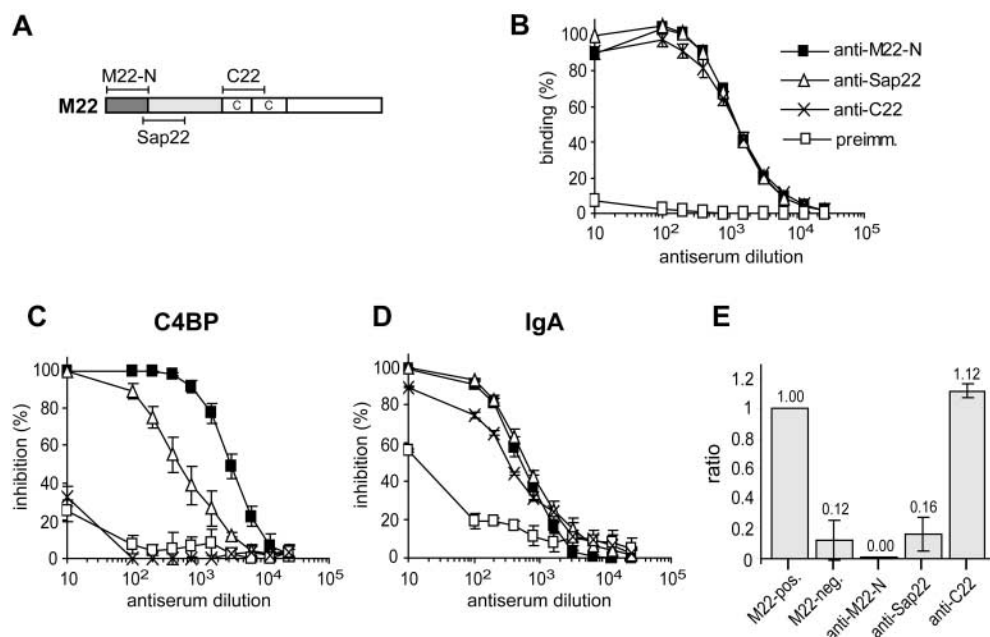 A
M22-N
C22
M22
C
C
Sap22
B
100
80
60
40
20
0
binding (%)
10
10²
10³
10⁴
10⁵
antiserum dilution
anti-M22-N
anti-Sap22
anti-C22
preimm.
C
C4BP
100
80
60
40
20
0
inhibition (%)
10
10²
10³
10⁴
10⁵
antiserum dilution
D
IgA
100
80
60
40
20
0
inhibition (%)
10
10²
10³
10⁴
10⁵
antiserum dilution
E
1.2
1
0.8
0.6
0.4
0.2
0
ratio
1.00
0.12
0.00
0.16
1.12
M22-pos.
M22-neg.
anti-M22-N
anti-Sap22
anti-C22